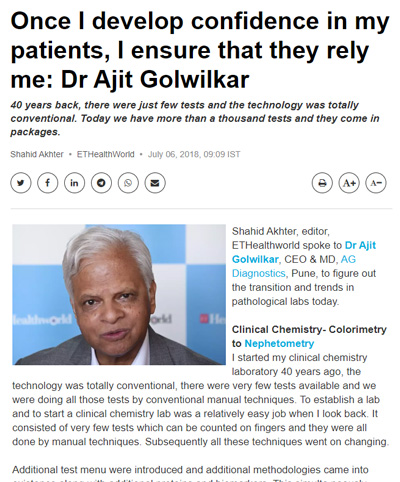 Once I develop confidence in my
patients, I ensure that they rely
me: Dr Ajit Golwilkar
40 years back, there were just few tests and the technology was totally
conventional. Today we have more than a thousand tests and they come in
packages.
Shahid Akhter • ETHealthWorld • July 06, 2018, 09:09 IST
A+
A-
Shahid Akhter, editor,
ETHealthworld spoke to Dr Ajit
Golwilkar, CEO & MD, AG
Diagnostics, Pune, to figure out
the transition and trends in
pathological labs today.
Clinical Chemistry- Colorimetry
to Nephetometry
I started my clinical chemistry
laboratory 40 years ago, the
technology was totally conventional, there were very few tests available and we
were doing all those tests by conventional manual techniques. To establish a lab
and to start a clinical chemistry lab was a relatively easy job when I look back. It
consisted of very few tests which can be counted on fingers and they were all
done by manual techniques. Subsequently all these techniques went on changing.
Additional test menu were introduced and additional methodologies came into